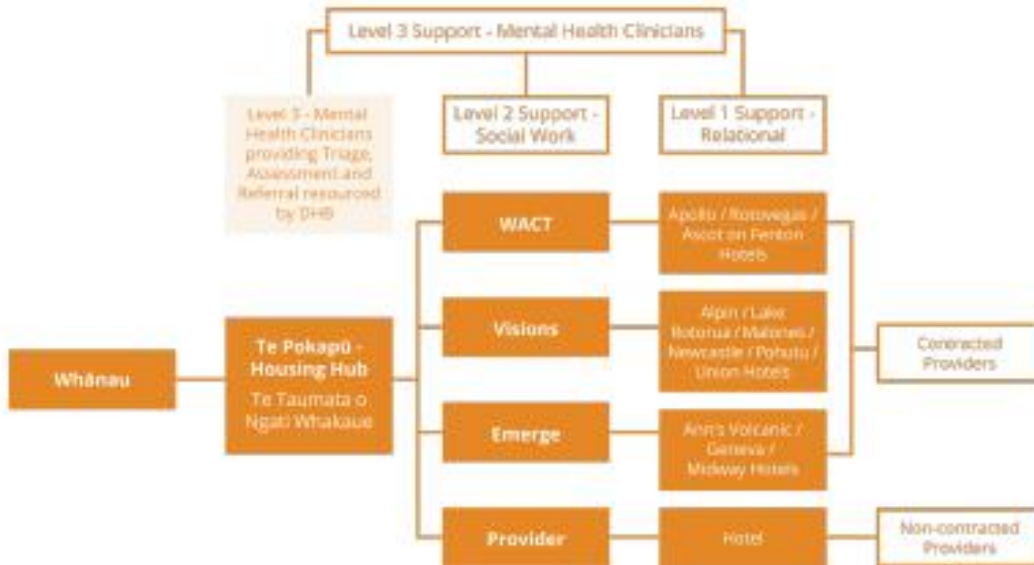 Level 3 Support - Mental Health Clinicians
Level 3 - Mental
Health Clinicians
providing Triage,
Assessment and
Referral resourced
by DHB
Level 2 Support -
Social Work
Level 1 Support -
Relational
WACT
Apollo / Rotovegas /
Ascot on Fenton
Hotels
Visions
Alpin / Lake
Rotorua / Malones /
Newcastle / Pohutu /
Union Hotels
Contracted
Providers
Whānau
Te Pokapū -
Housing Hub
Te Taumata o
Ngati Whakaue
Emerge
Ann's Volcanic /
Geneva /
Midway Hotels
Provider
Hotel
Non-contracted
Providers